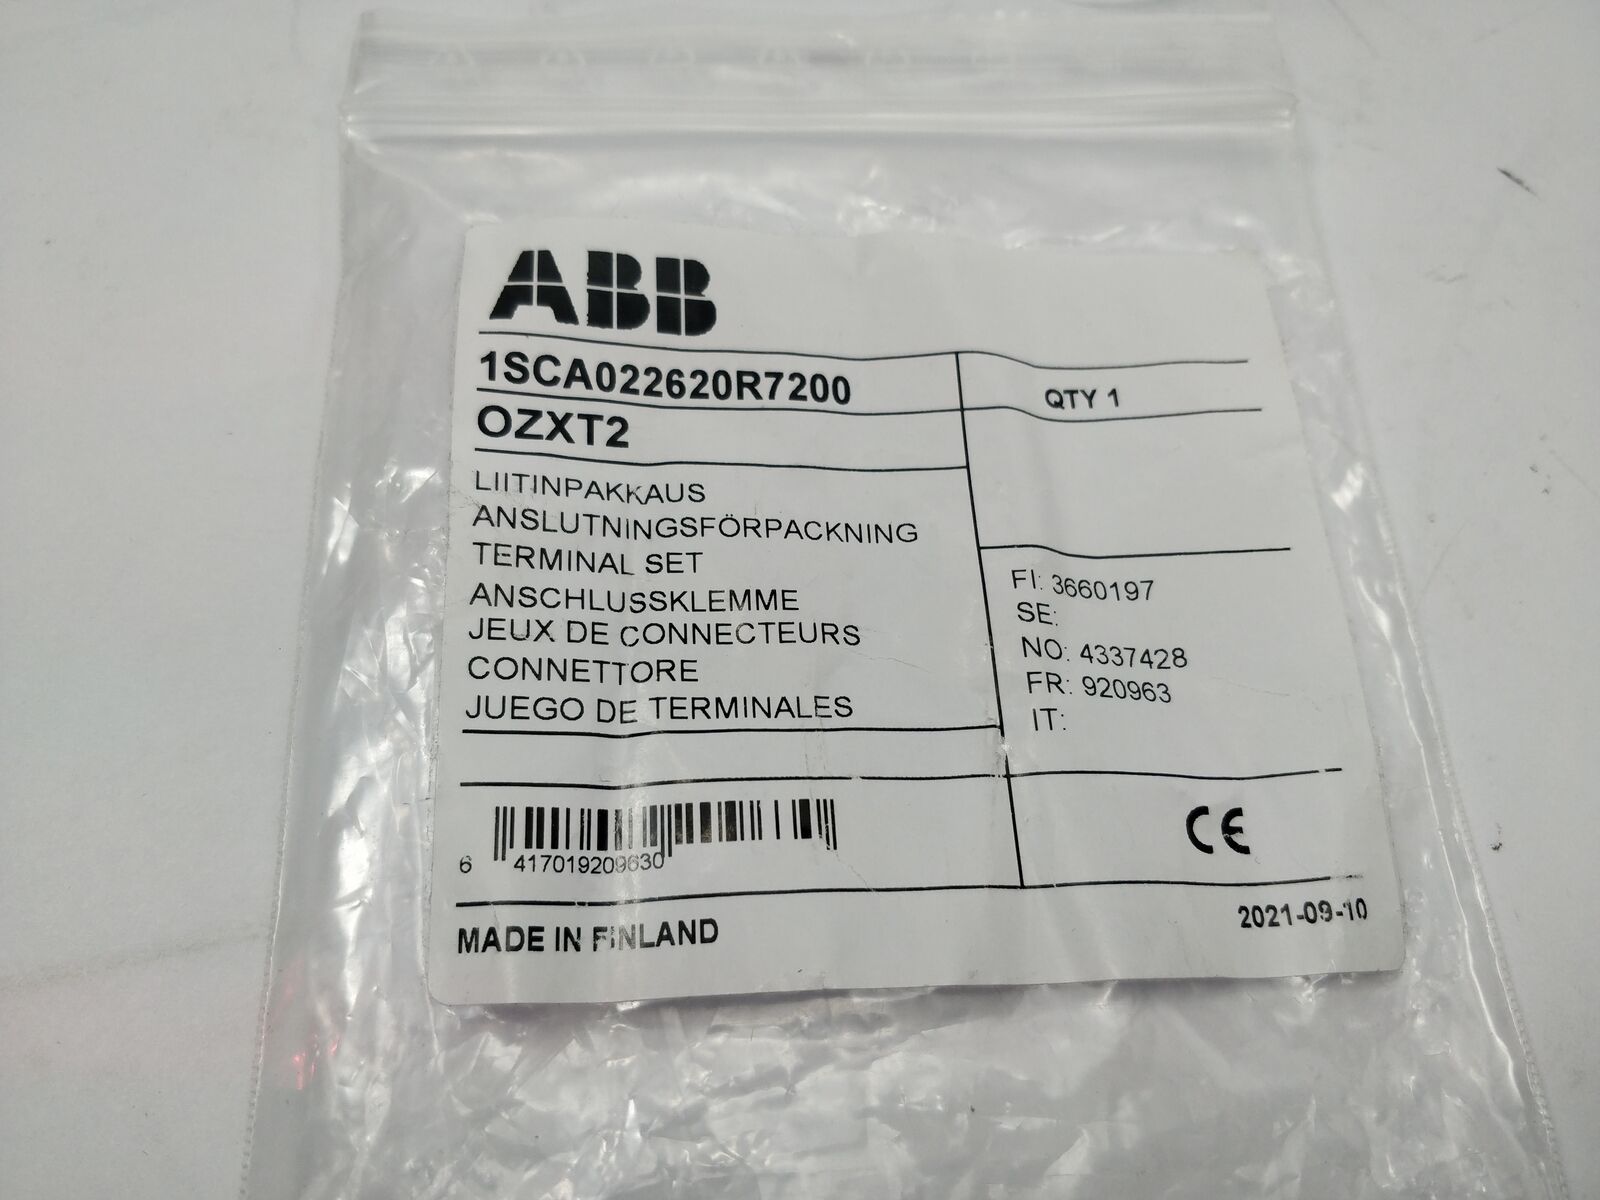 ABB
1SCA022620R7200
QTY 1
OZXT2
LIITINPAKKAUS
ANSLUTNINGSFÖRPACKNING
TERMINAL SET
ANSCHLUSSKLEMME
JEUX DE CONNECTEURS
CONNETTORE
JUEGO DE TERMINALES
FI: 3660197
SE:
NO: 4337428
FR: 920963
IT:
6 417019209630
CE
MADE IN FINLAND
2021-09-10